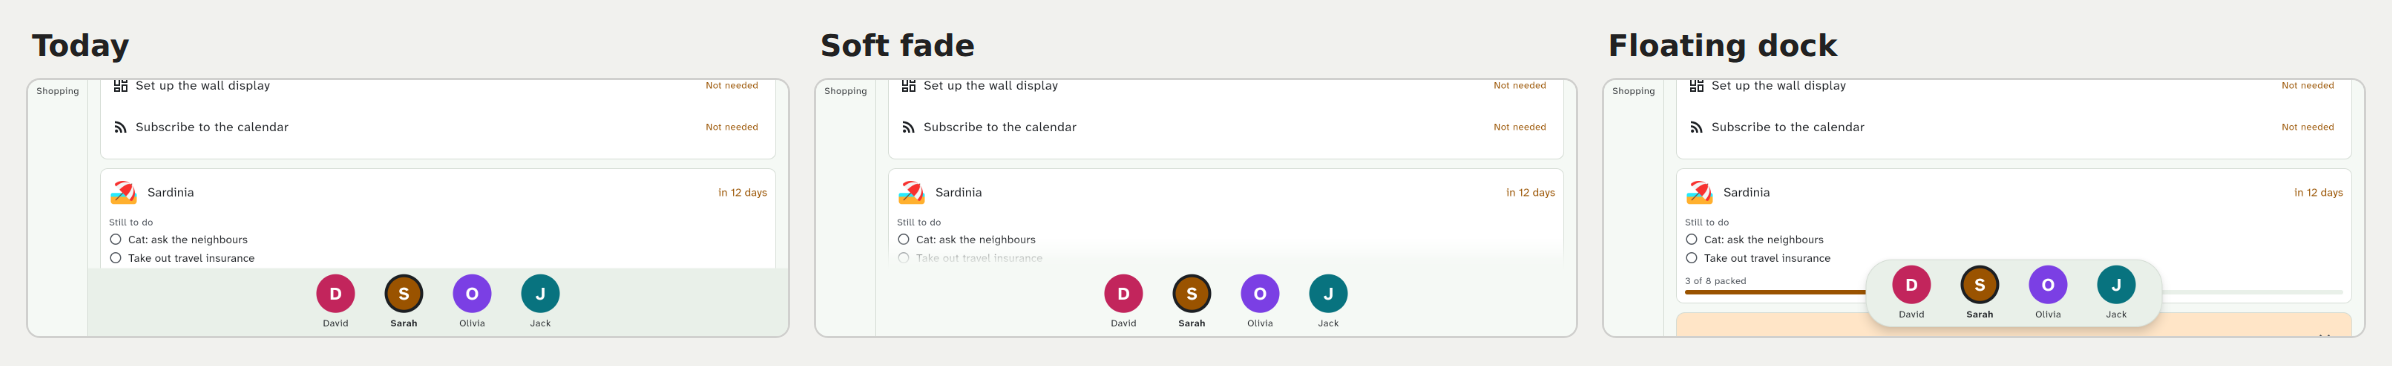 Today
Shopping
Set up the wall display
Not needed
Subscribe to the calendar
Not needed
Sardinia
in 12 days
Still to do
Cat: ask the neighbours
Take out travel insurance
D
S
O
J
David
Sarah
Olivia
Jack
Soft fade
Shopping
Set up the wall display
Not needed
Subscribe to the calendar
Not needed
Sardinia
in 12 days
Still to do
Cat: ask the neighbours
Take out travel insurance
D
S
O
J
David
Sarah
Olivia
Jack
Floating dock
Shopping
Set up the wall display
Not needed
Subscribe to the calendar
Not needed
Sardinia
in 12 days
Still to do
Cat: ask the neighbours
Take out travel insurance
3 of 8 packed
D
S
O
J
David
Sarah
Olivia
Jack